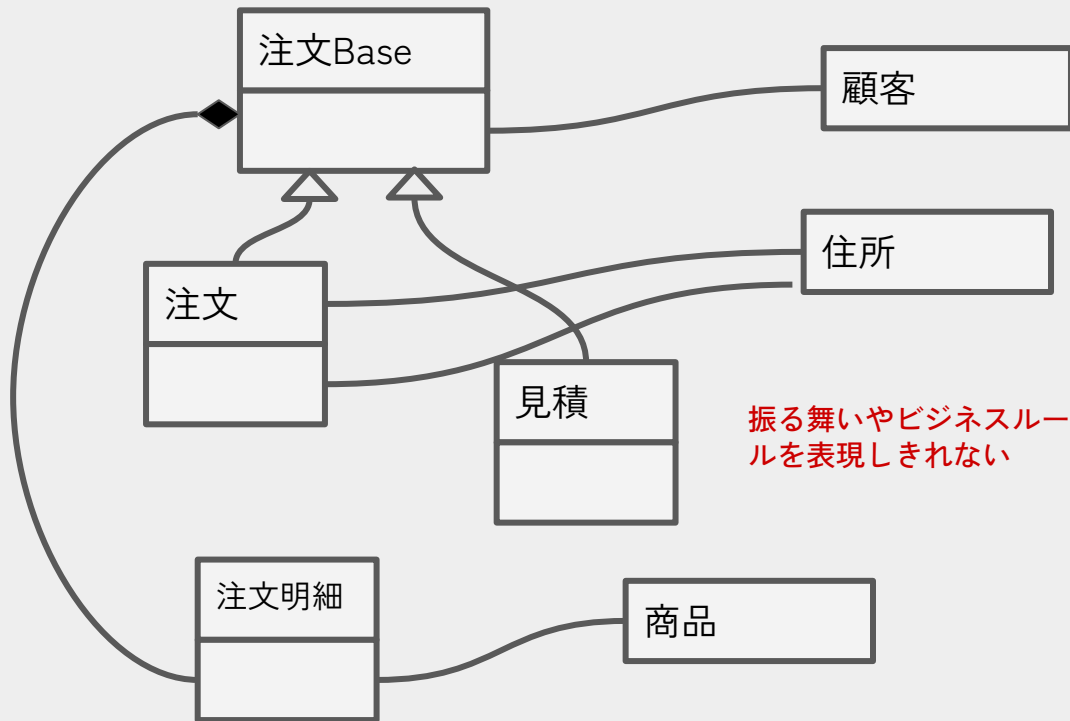 注文Base
顧客
住所
注文
見積
振る舞いやビジネスルー
ルを表現しきれない
注文明細
商品